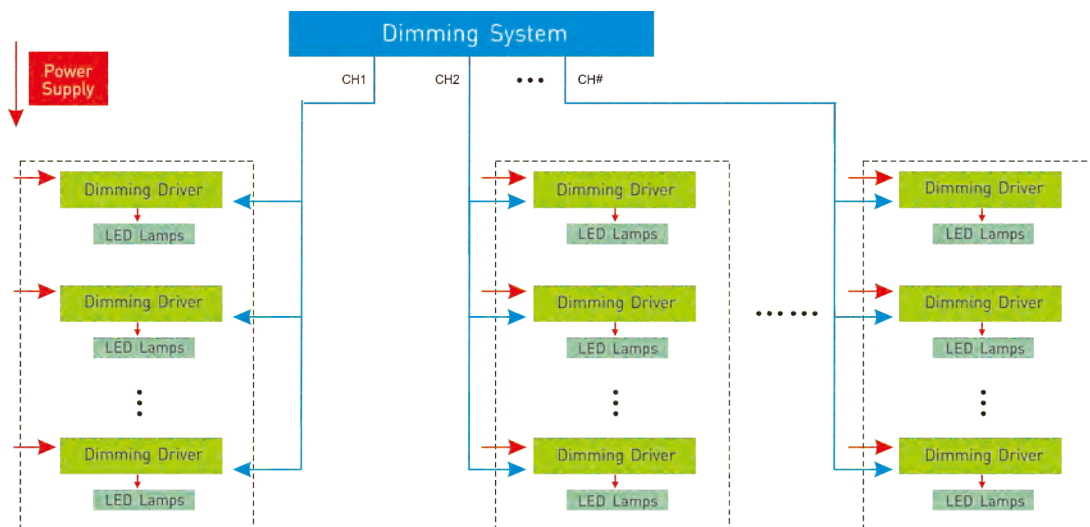 Dimming System
Power
Supply
CH1
CH2
CH#
Dimming Driver
Dimming Driver
Dimming Driver
LED Lamps
LED Lamps
LED Lamps
Dimming Driver
Dimming Driver
Dimming Driver
LED Lamps
LED Lamps
LED Lamps
Dimming Driver
Dimming Driver
Dimming Driver
LED Lamps
LED Lamps
LED Lamps